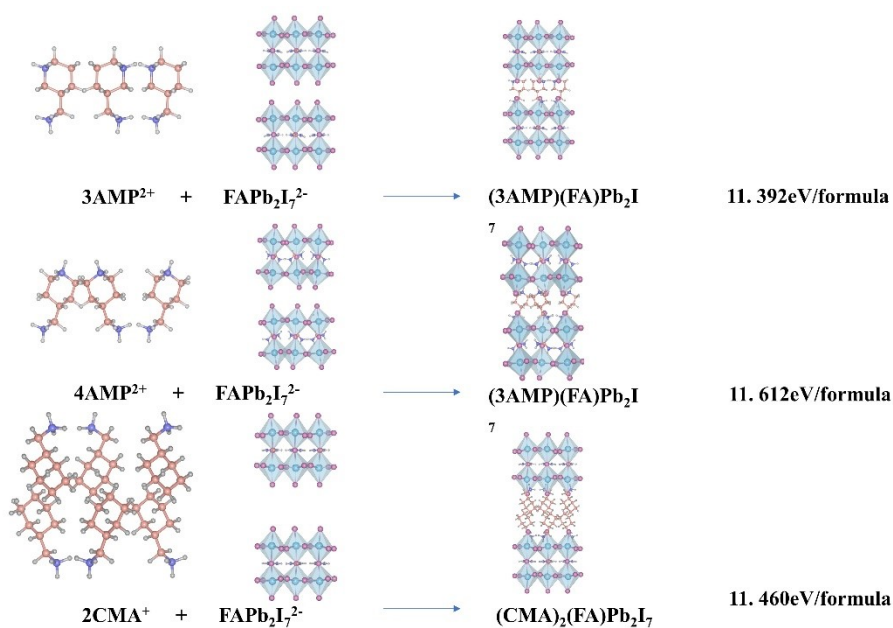 3AMP²⁺ + FAPb₂I₇²⁻ (3AMP)(FA)Pb₂I 11. 392eV/formula
7
4AMP²⁺ + FAPb₂I₇²⁻ (3AMP)(FA)Pb₂I 11. 612eV/formula
7
2CMA⁺ + FAPb₂I₇²⁻ (CMA)₂(FA)Pb₂I₇ 11. 460eV/formula